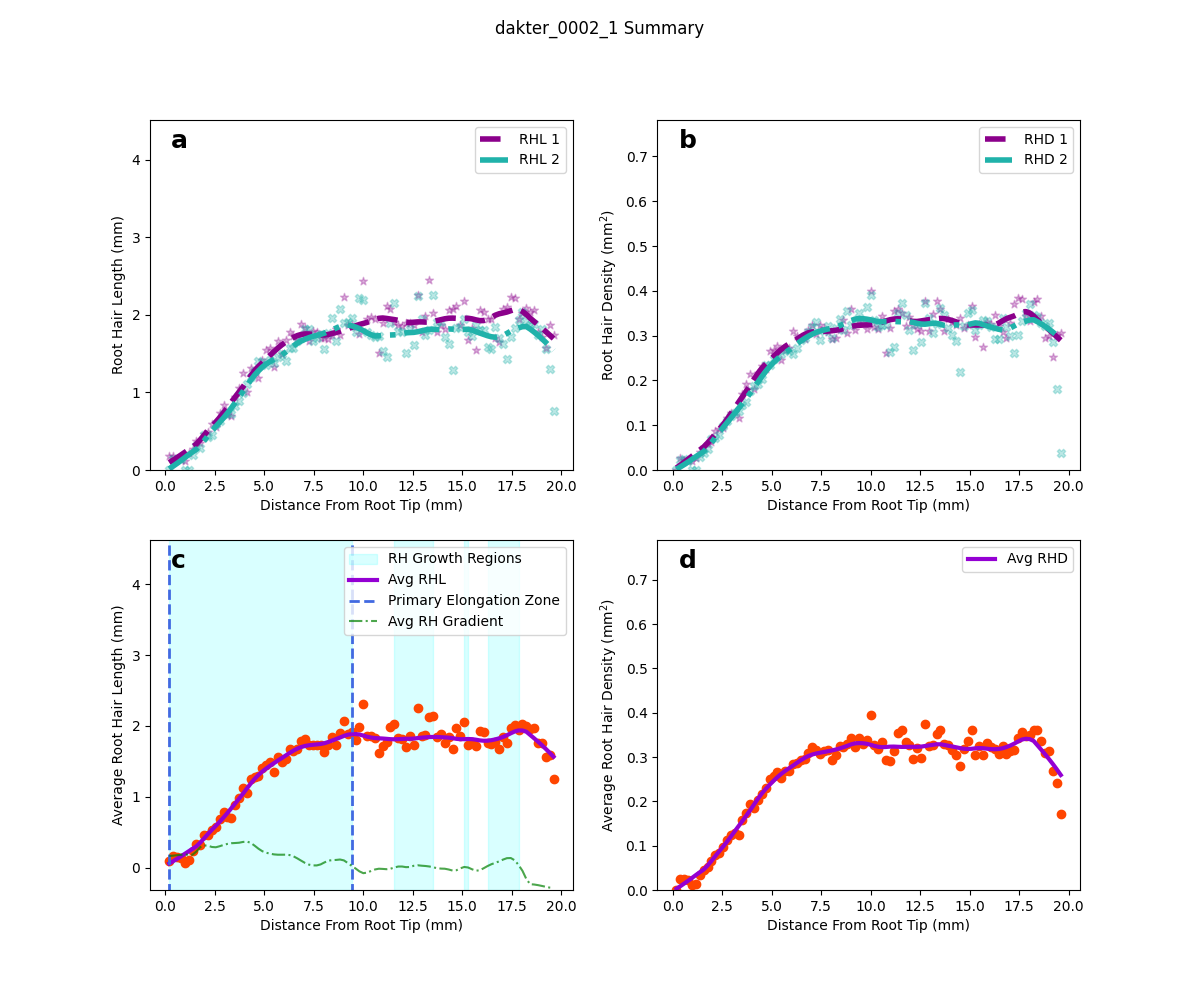 dakter_0002_1 Summary
a
RHL 1
RHL 2
4
3
2
1
0
Root Hair Length (mm)
0.0 2.5 5.0 7.5 10.0 12.5 15.0 17.5 20.0
Distance From Root Tip (mm)
b
RHD 1
RHD 2
0.7
0.6
0.5
0.4
0.3
0.2
0.1
0.0
Root Hair Density (mm²)
0.0 2.5 5.0 7.5 10.0 12.5 15.0 17.5 20.0
Distance From Root Tip (mm)
c
RH Growth Regions
Avg RHL
Primary Elongation Zone
Avg RH Gradient
4
3
2
1
0
Average Root Hair Length (mm)
0.0 2.5 5.0 7.5 10.0 12.5 15.0 17.5 20.0
Distance From Root Tip (mm)
d
Avg RHD
0.7
0.6
0.5
0.4
0.3
0.2
0.1
0.0
Average Root Hair Density (mm²)
0.0 2.5 5.0 7.5 10.0 12.5 15.0 17.5 20.0
Distance From Root Tip (mm)